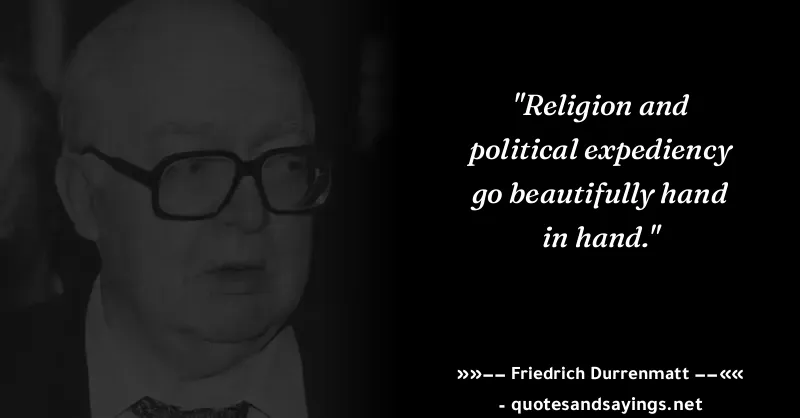 "Religion and
political expediency
go beautifully hand
in hand."
»»−− Friedrich Durrenmatt −−««
- quotesandsayings.net